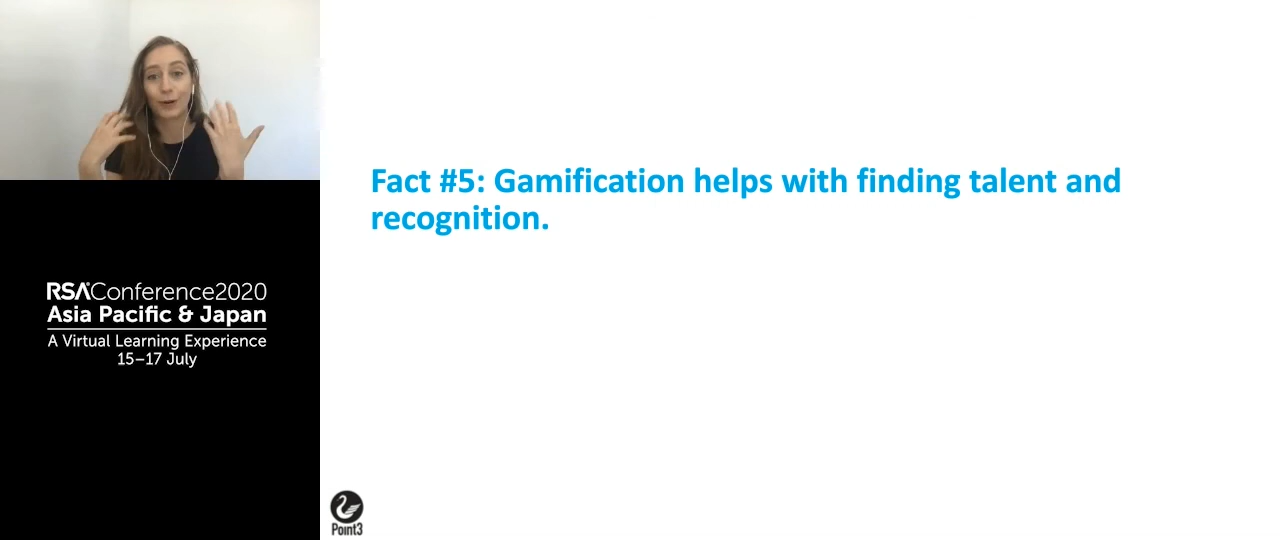 Fact #5: Gamification helps with finding talent and
recognition.
RSAConference2020
Asia Pacific & Japan
A Virtual Learning Experience
15–17 July
Point3